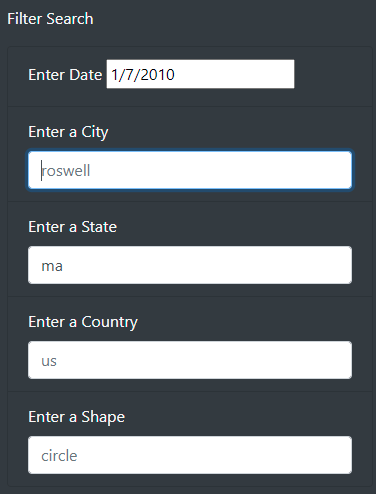 Filter Search
Enter Date 1/7/2010
Enter a City
roswell
Enter a State
ma
Enter a Country
us
Enter a Shape
circle